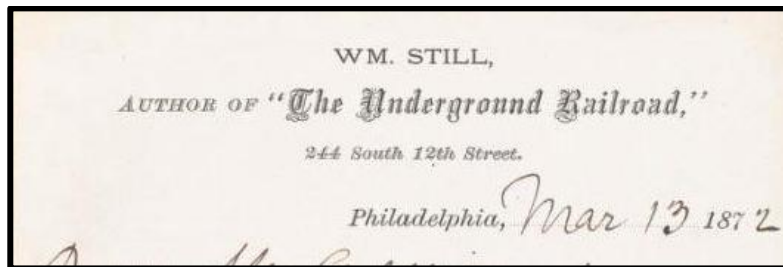 WM. STILL,
AUTHOR OF "The Underground Railroad,"
244 South 12th Street.
Philadelphia, Mar 13 1872